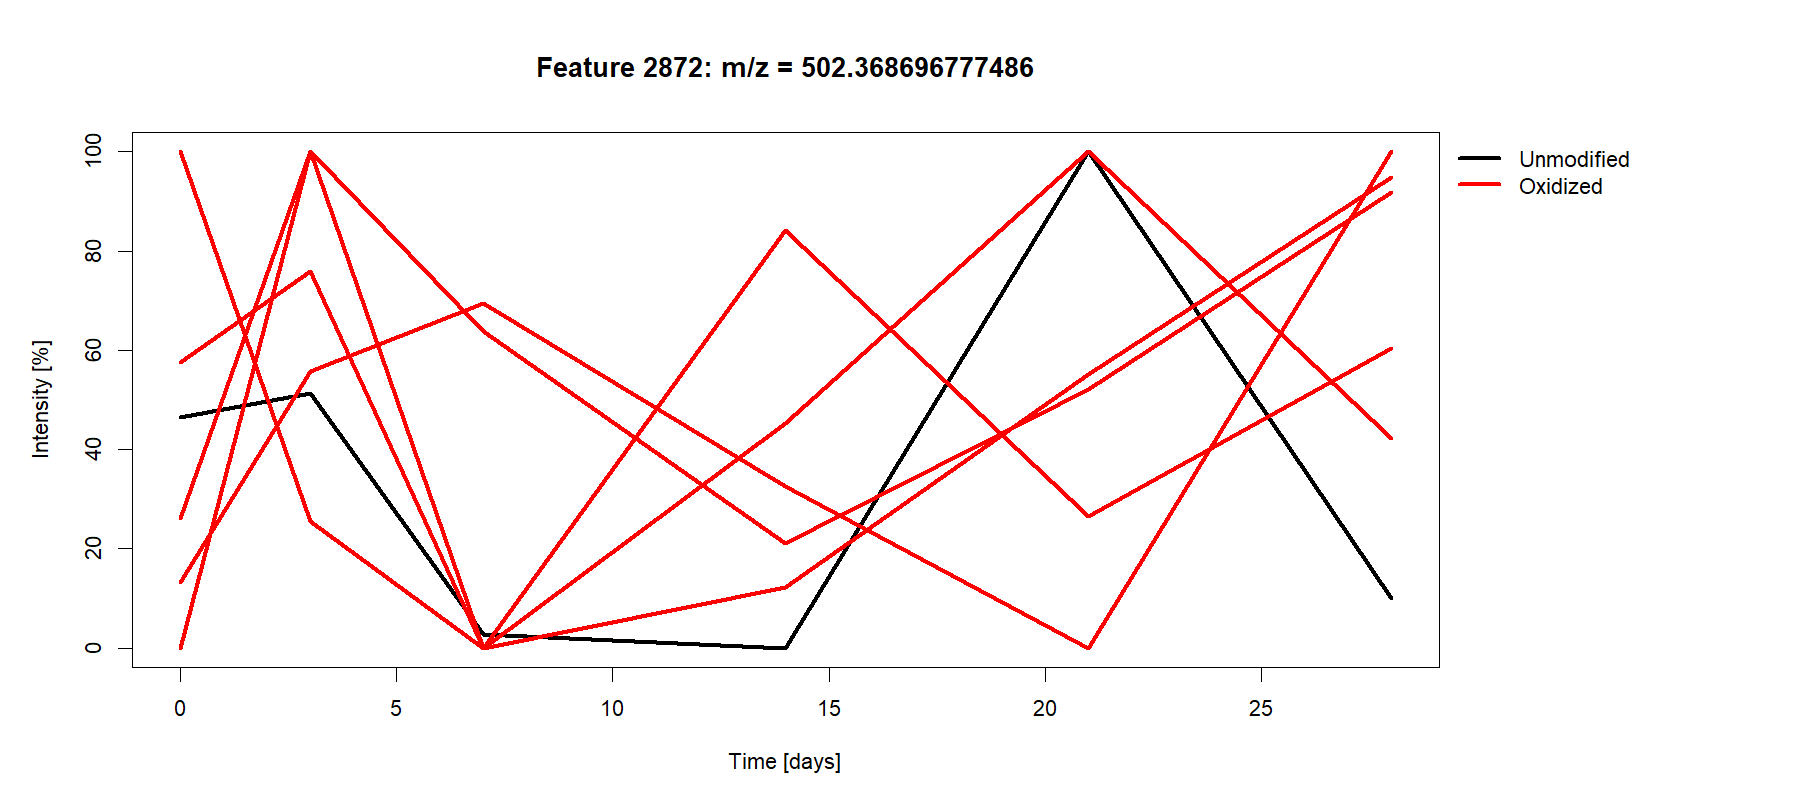 Feature 2872: m/z = 502.368696777486
Unmodified
Oxidized
Intensity [%]
100
80
60
40
20
0
0 5 10 15 20 25
Time [days]